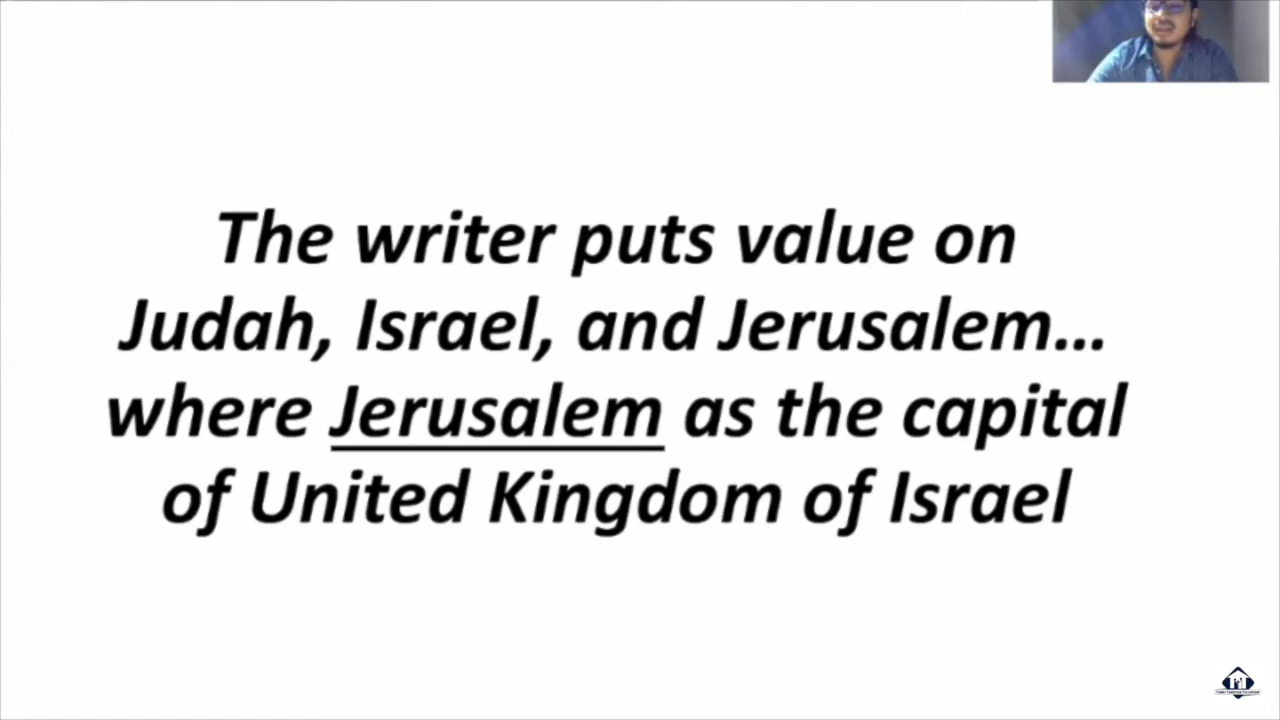 The writer puts value on
Judah, Israel, and Jerusalem...
where Jerusalem as the capital
of United Kingdom of Israel